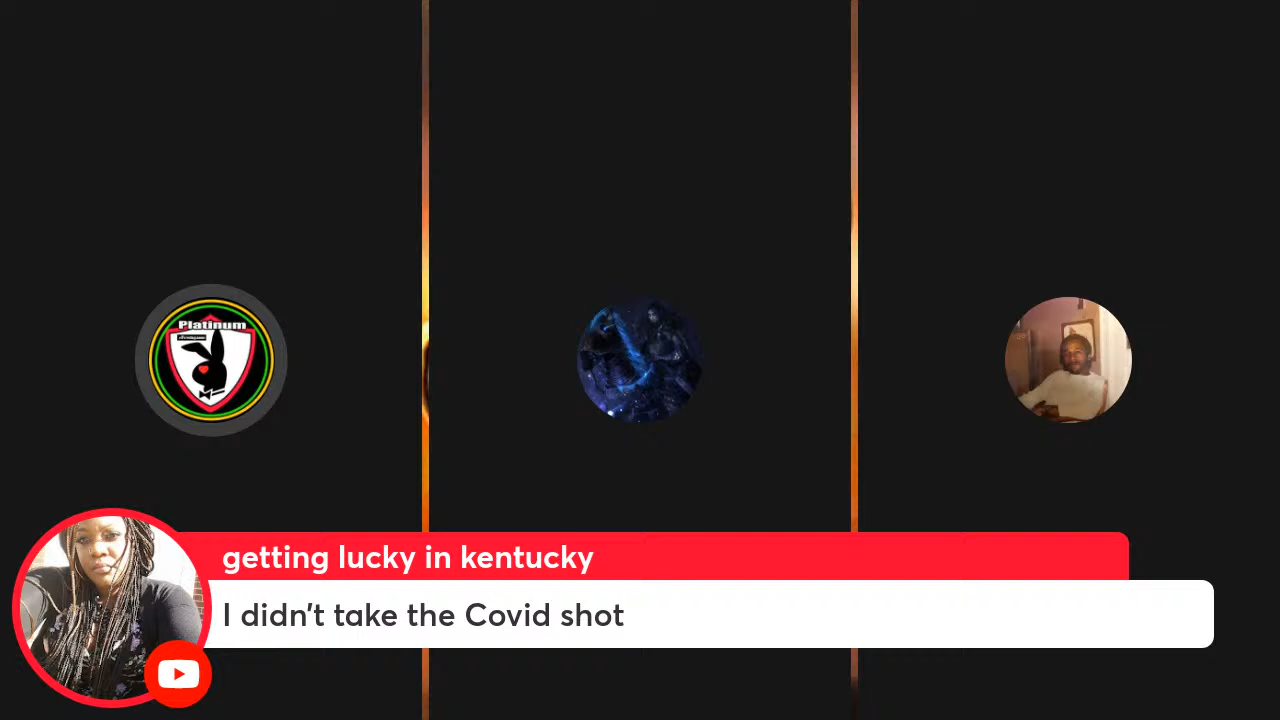 Platinum
getting lucky in kentucky
I didn't take the Covid shot